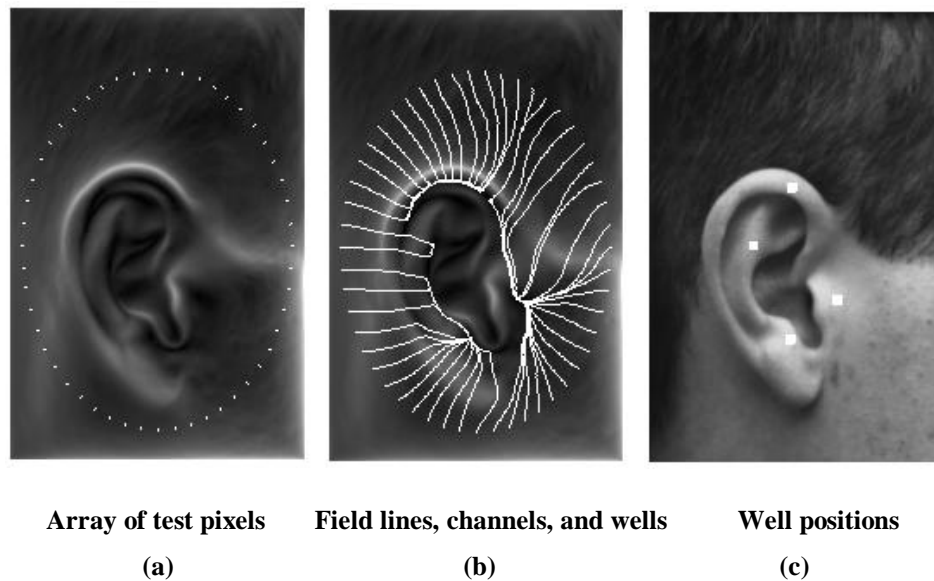 Array of test pixels Field lines, channels, and wells Well positions
(a) (b) (c)